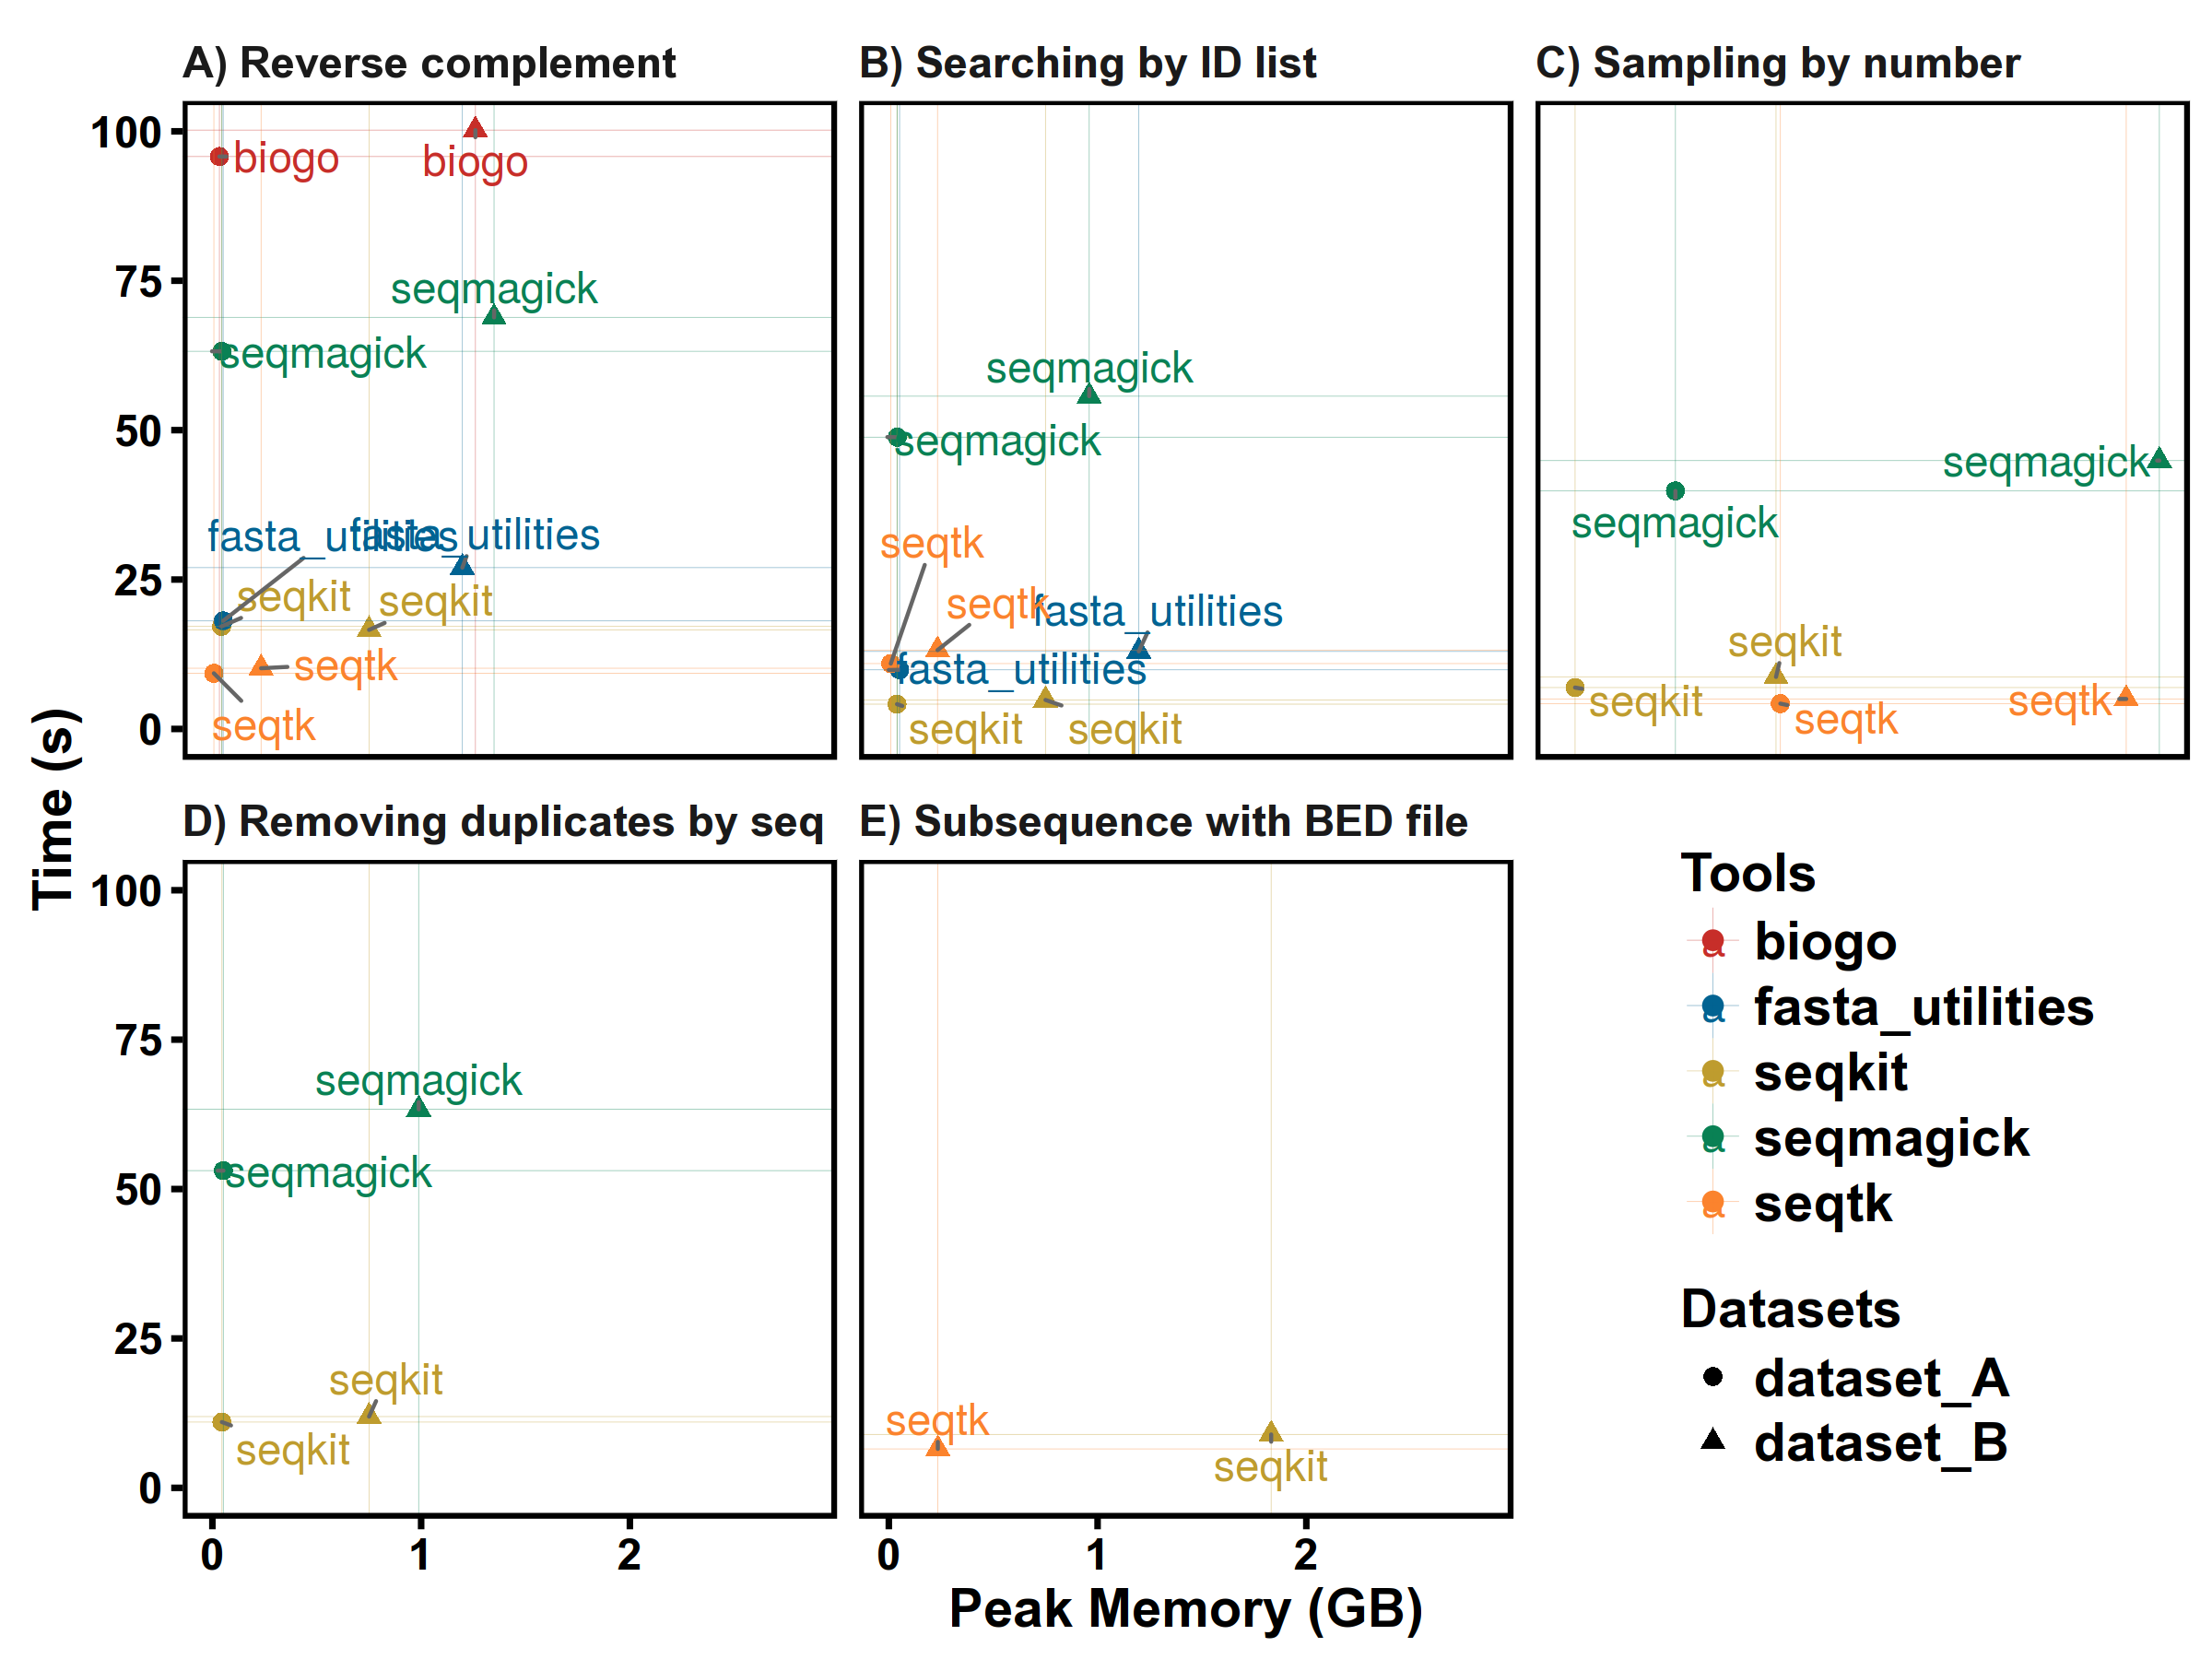 A) Reverse complement
B) Searching by ID list
C) Sampling by number
100
75
50
25
0
biogo
biogo
seqmagick
seqmagick
fasta_utilities
fasta_utilities
seqkit
seqkit
seqtk
seqtk
seqmagick
seqmagick
seqtk
seqtk
fasta_utilities
fasta_utilities
seqkit
seqkit
seqmagick
seqmagick
seqkit
seqkit
seqtk
seqtk
Time (s)
D) Removing duplicates by seq
E) Subsequence with BED file
100
75
50
25
0
seqmagick
seqmagick
seqkit
seqkit
seqtk
seqkit
0
1
2
0
1
2
Peak Memory (GB)
Tools
a biogo
a fasta_utilities
a seqkit
a seqmagick
a seqtk
Datasets
dataset_A
dataset_B